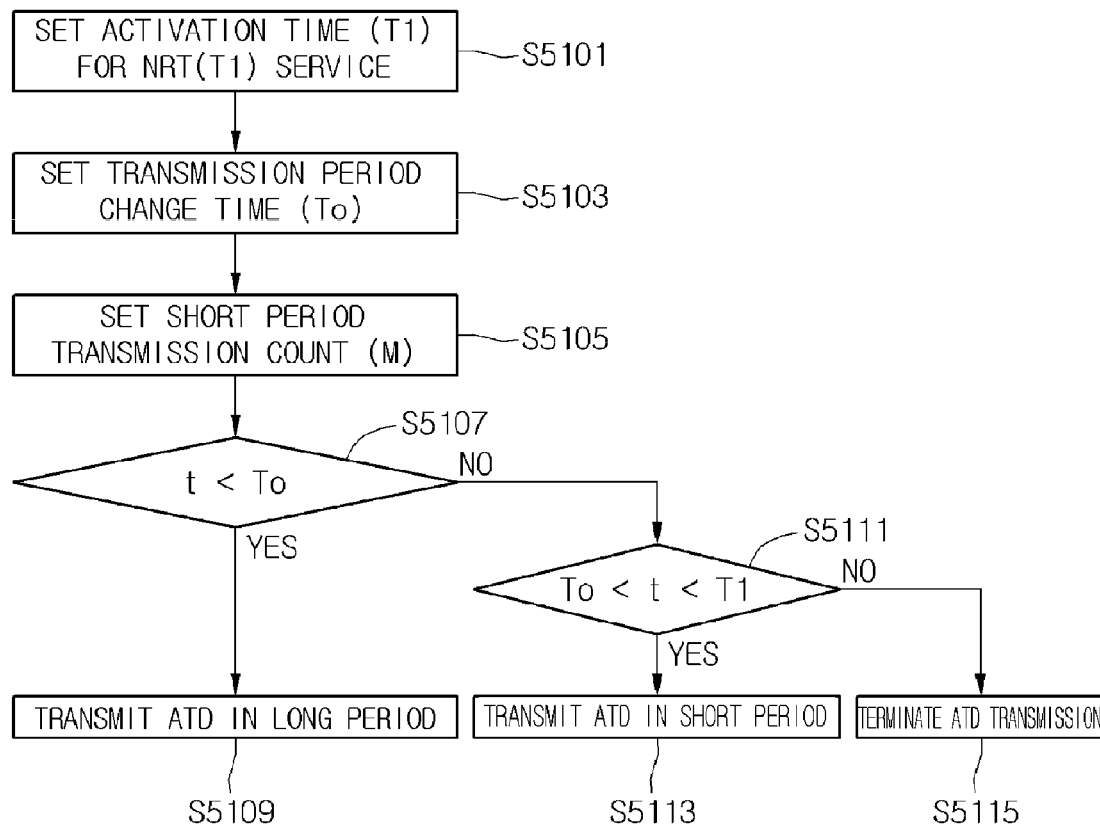 SET ACTIVATION TIME (T1)
FOR NRT(T1) SERVICE
S5101
SET TRANSMISSION PERIOD
CHANGE TIME (To)
S5103
SET SHORT PERIOD
TRANSMISSION COUNT (M)
S5105
S5107
t < To
NO
YES
S5111
To < t < T1
NO
YES
TRANSMIT ATD IN LONG PERIOD
TRANSMIT ATD IN SHORT PERIOD
TERMINATE ATD TRANSMISSION
S5109
S5113
S5115